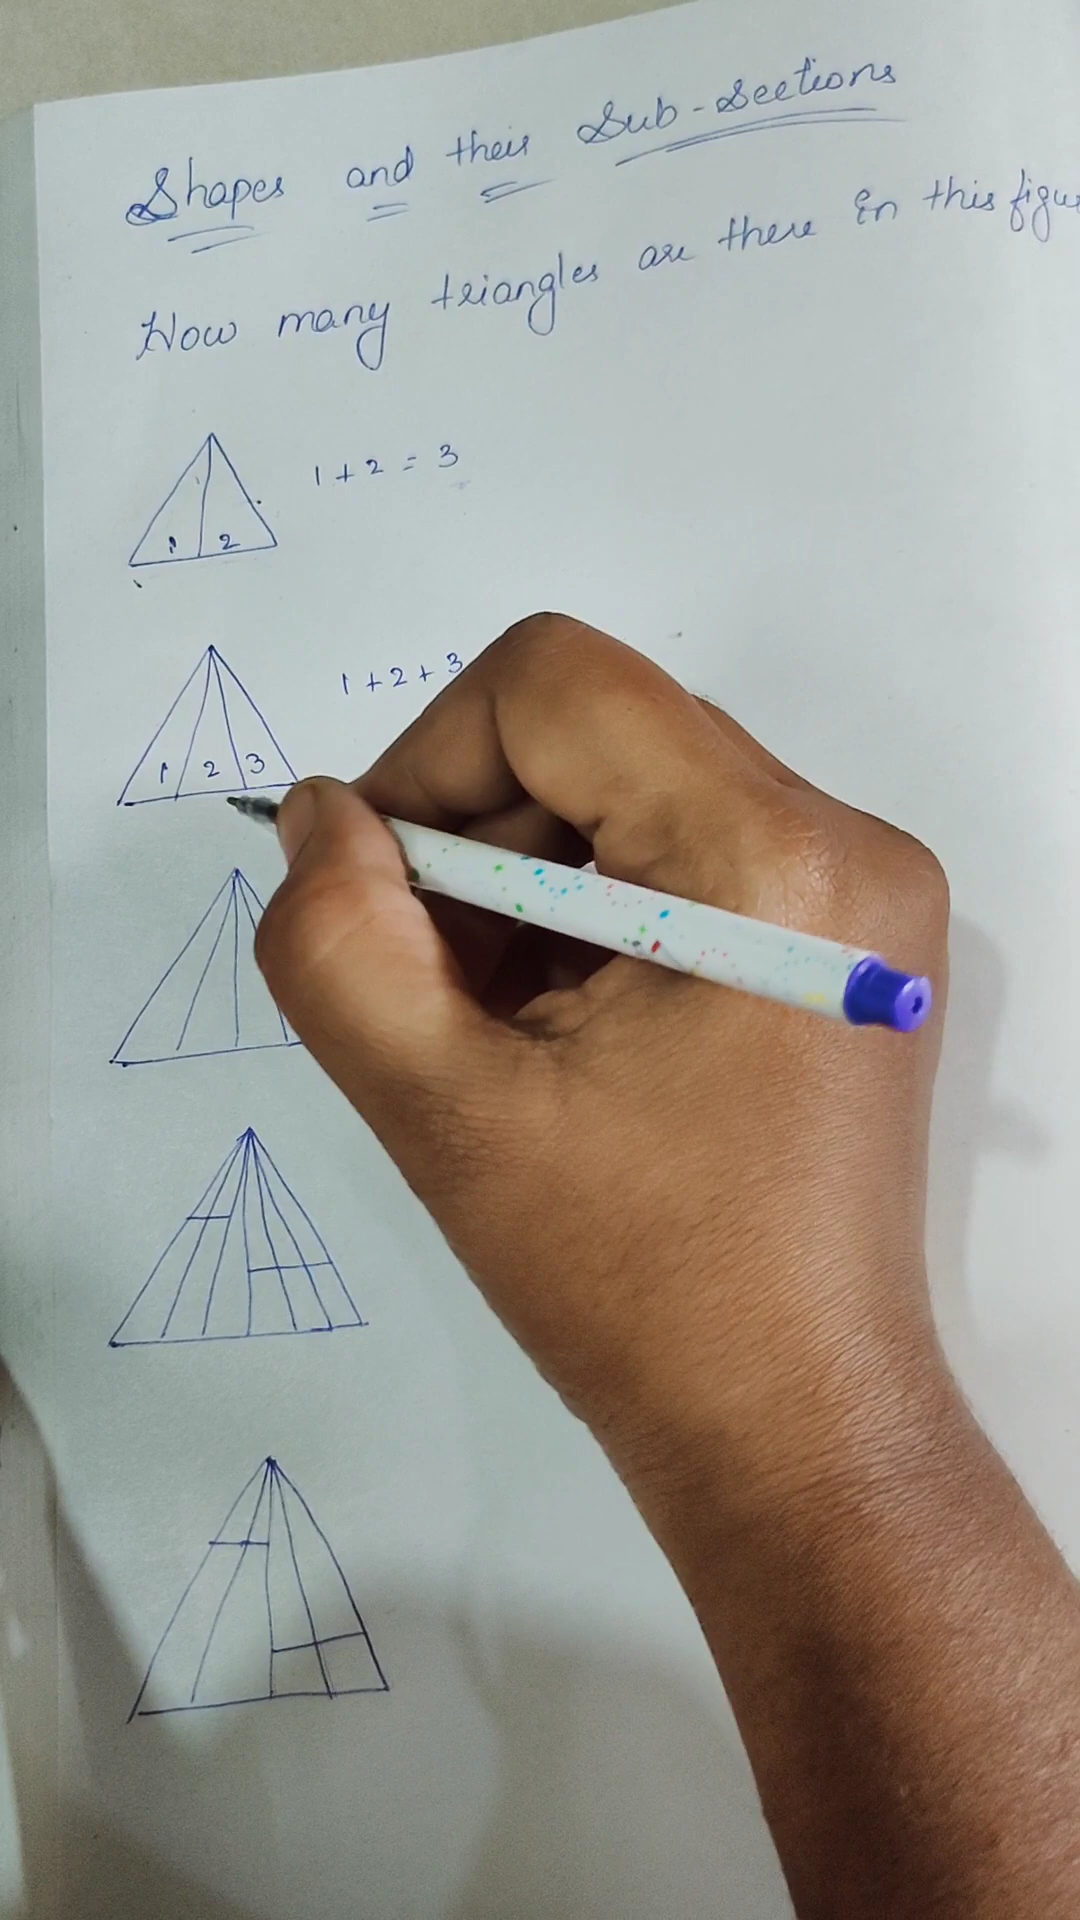 Shapes and their Sub-Sections
How many triangles are there in this
1 + 2 = 3
1 2
1 + 2 + 3
1 2 3